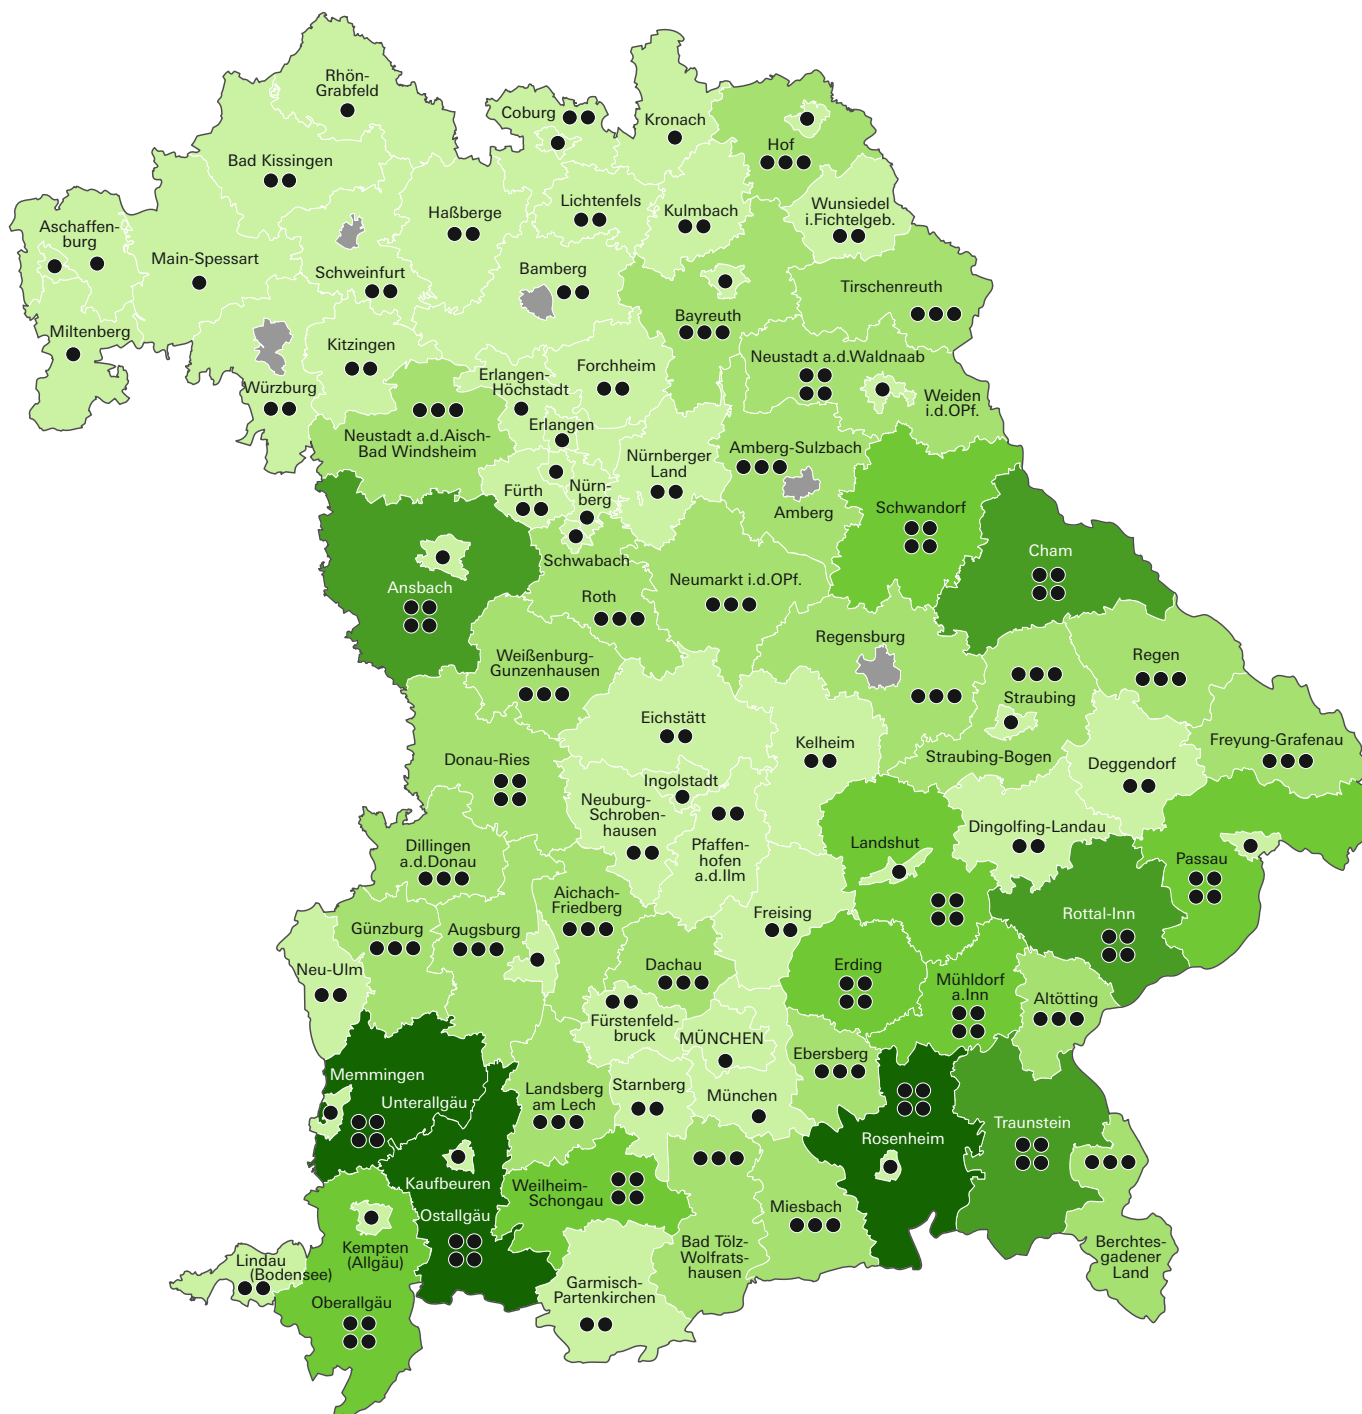 Rhön-
Grabfeld
Coburg
Kronach
Hof
Bad Kissingen
Lichtenfels
Haßberge
Kulmbach
Wunsiedel
i.Fichtelgeb.
Aschaffen-
burg
Main-Spessart
Schweinfurt
Bamberg
Tirschenreuth
Bayreuth
Miltenberg
Kitzingen
Neustadt a.d.Waldnaab
Forchheim
Erlangen-
Höchstadt
Würzburg
Weiden
i.d.OPf.
Erlangen
Neustadt a.d.Aisch-
Bad Windsheim
Amberg-Sulzbach
Nürnberger
Land
Fürth
Nürn-
berg
Amberg
Schwandorf
Cham
Schwabach
Ansbach
Neumarkt i.d.OPf.
Roth
Regensburg
Weißenburg-
Gunzenhausen
Regen
Straubing
Eichstätt
Kelheim
Freyung-Grafenau
Straubing-Bogen
Deggendorf
Donau-Ries
Ingolstadt
Neuburg-
Schroben-
hausen
Dingolfing-Landau
Landshut
Pfaffen-
hofen
a.d.Ilm
Dillingen
a.d.Donau
Passau
Aichach-
Friedberg
Freising
Rottal-Inn
Günzburg
Augsburg
Neu-Ulm
Dachau
Erding
Mühldorf
a.Inn
Altötting
Fürstenfeld-
bruck
MÜNCHEN
Ebersberg
Memmingen
Unterallgäu
Landsberg
am Lech
Starnberg
München
Traunstein
Rosenheim
Kaufbeuren
Weilheim-
Schongau
Ostallgäu
Miesbach
Kempten
(Allgäu)
Bad Tölz-
Wolfrats-
hausen
Berchtes-
gadener
Land
Lindau
(Bodensee)
Garmisch-
Partenkirchen
Oberallgäu